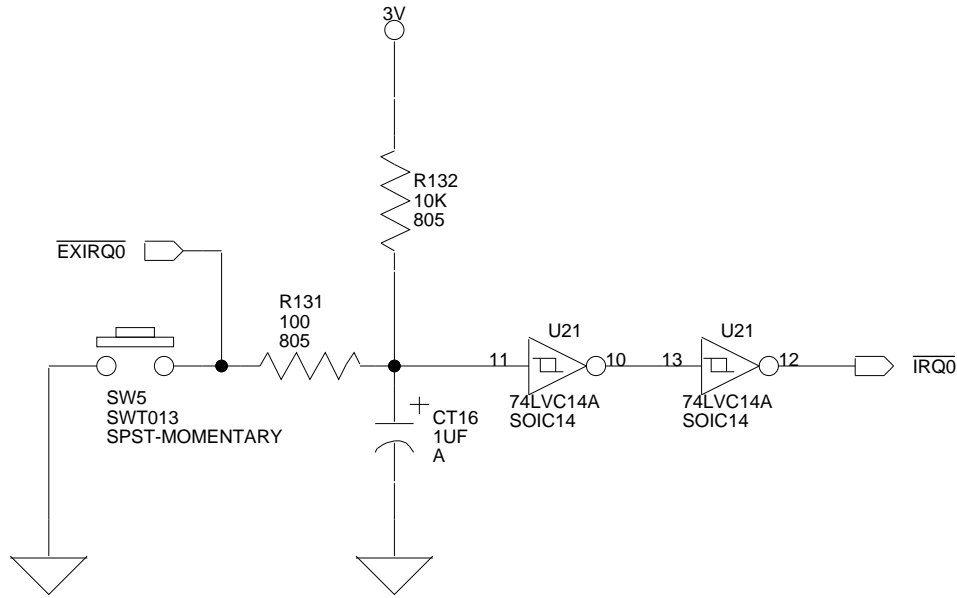 3V
R132
10K
805
EXIRQ0
R131
100
805
U21
U21
11
10
13
12
IRQ0
SW5
SWT013
SPST-MOMENTARY
+
CT16
1UF
A
74LVC14A
SOIC14
74LVC14A
SOIC14